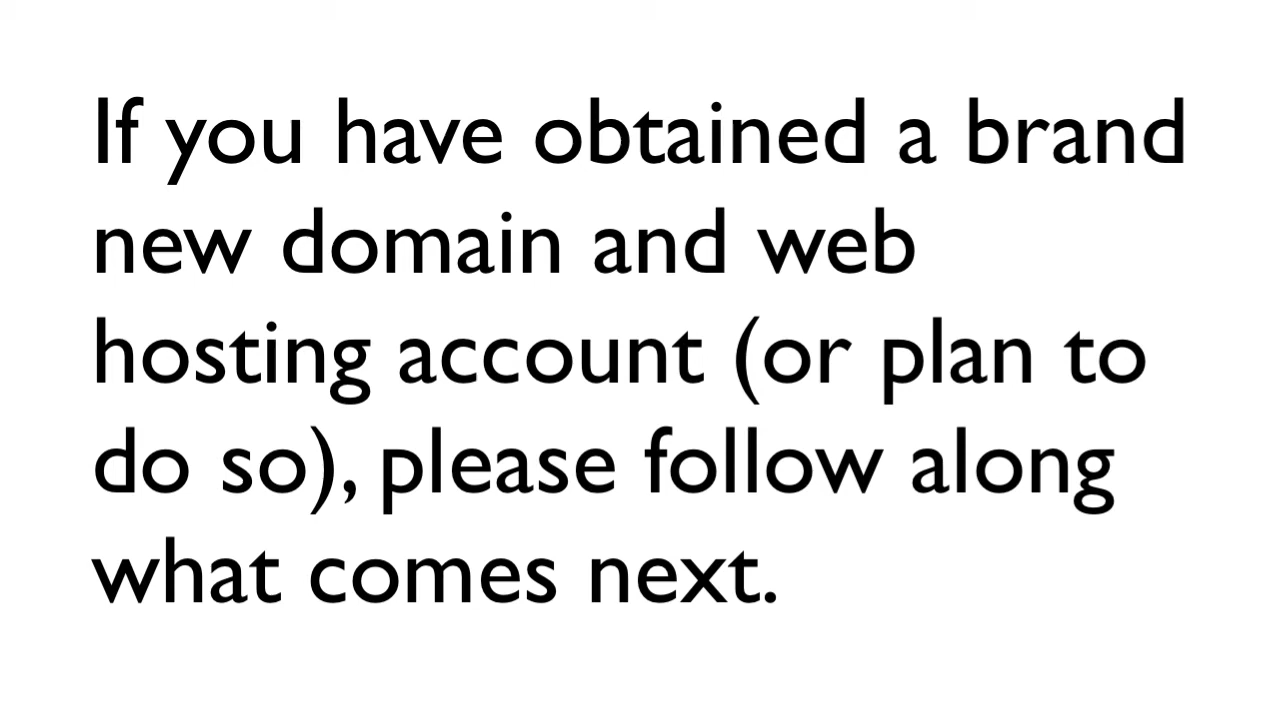 If you have obtained a brand
new domain and web
hosting account (or plan to
do so), please follow along
what comes next.